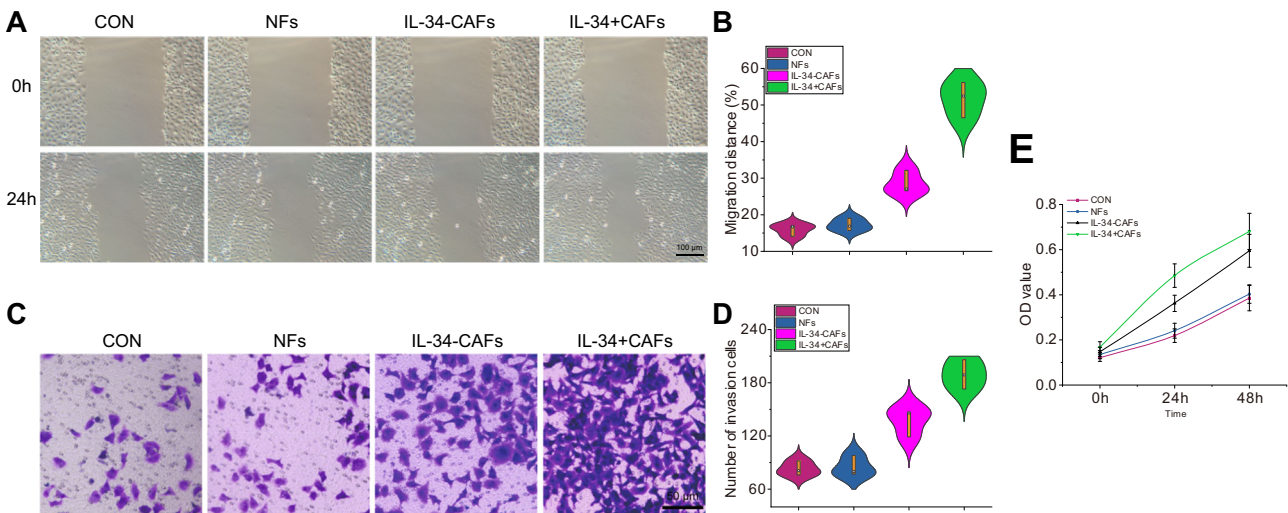 A
CON
NFs
IL-34-CAFs
IL-34+CAFs
0h
24h
100 μm
B
CON
NFs
IL-34-CAFs
IL-34+CAFs
Migration distance (%)
60
50
40
30
20
10
C
CON
NFs
IL-34-CAFs
IL-34+CAFs
50 μm
D
CON
NFs
IL-34-CAFs
IL-34+CAFs
Number of invasion cells
240
180
120
60
E
CON
NFs
IL-34-CAFs
IL-34+CAFs
OD value
0.8
0.6
0.4
0.2
0.0
0h
24h
48h
Time